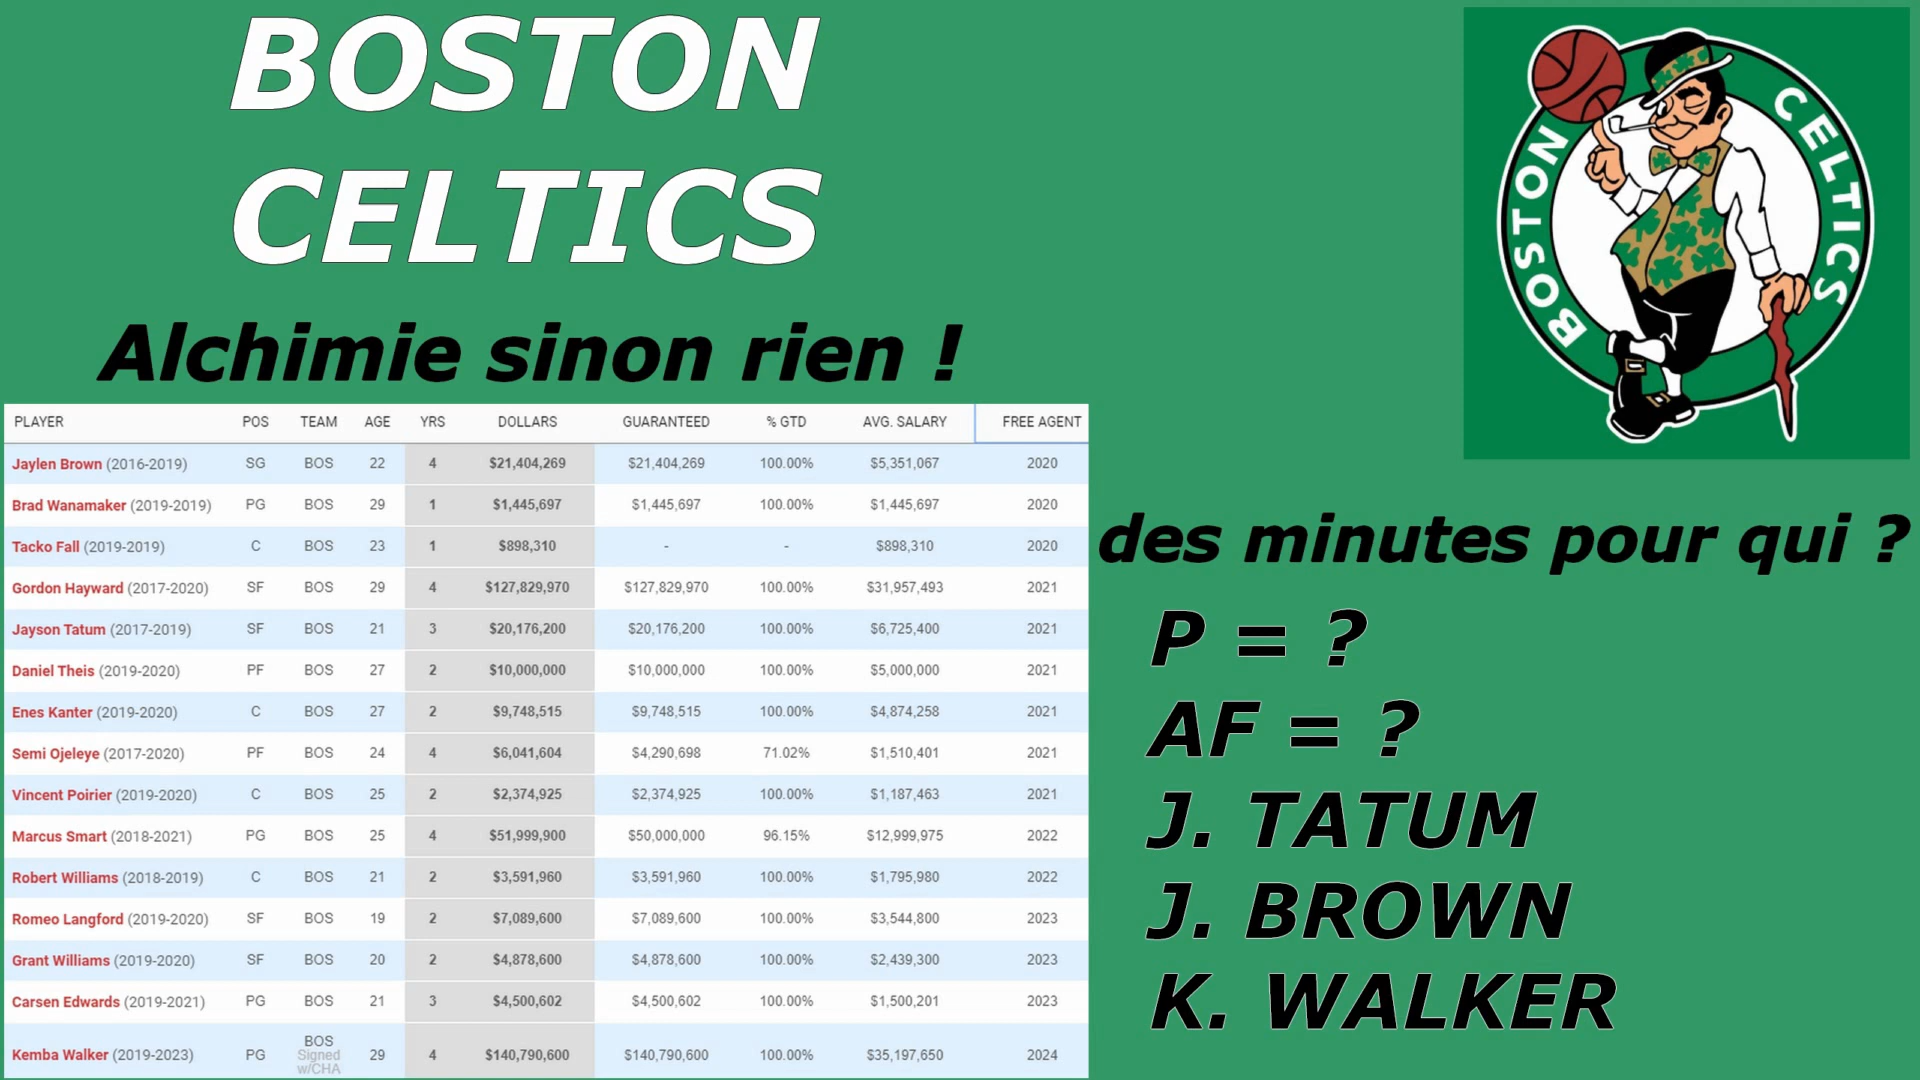 BOSTON
CELTICS
Alchimie sinon rien !
BOSTON CELTICS
PLAYER POS TEAM AGE YRS DOLLARS GUARANTEED % GTD AVG. SALARY FREE AGENT
Jaylen Brown (2016-2019) SG BOS 22 4 $21,404,269 $21,404,269 100.00% $5,351,067 2020
Brad Wanamaker (2019-2019) PG BOS 29 1 $1,445,697 $1,445,697 100.00% $1,445,697 2020
Tacko Fall (2019-2019) C BOS 23 1 $898,310 - - $898,310 2020
Gordon Hayward (2017-2020) SF BOS 29 4 $127,829,970 $127,829,970 100.00% $31,957,493 2021
Jayson Tatum (2017-2019) SF BOS 21 3 $20,176,200 $20,176,200 100.00% $6,725,400 2021
Daniel Theis (2019-2020) PF BOS 27 2 $10,000,000 $10,000,000 100.00% $5,000,000 2021
Enes Kanter (2019-2020) C BOS 27 2 $9,748,515 $9,748,515 100.00% $4,874,258 2021
Semi Ojeleye (2017-2020) PF BOS 24 4 $6,041,604 $4,290,698 71.02% $1,510,401 2021
Vincent Poirier (2019-2020) C BOS 25 2 $2,374,925 $2,374,925 100.00% $1,187,463 2021
Marcus Smart (2018-2021) PG BOS 25 4 $51,999,900 $50,000,000 96.15% $12,999,975 2022
Robert Williams (2018-2019) C BOS 21 2 $3,591,960 $3,591,960 100.00% $1,795,980 2022
Romeo Langford (2019-2020) SF BOS 19 2 $7,089,600 $7,089,600 100.00% $3,544,800 2023
Grant Williams (2019-2020) SF BOS 20 2 $4,878,600 $4,878,600 100.00% $2,439,300 2023
Carsen Edwards (2019-2021) PG BOS 21 3 $4,500,602 $4,500,602 100.00% $1,500,201 2023
Kemba Walker (2019-2023) PG BOS Signed w/CHA 29 4 $140,790,600 $140,790,600 100.00% $35,197,650 2024
des minutes pour qui ?
P = ?
AF = ?
J. TATUM
J. BROWN
K. WALKER